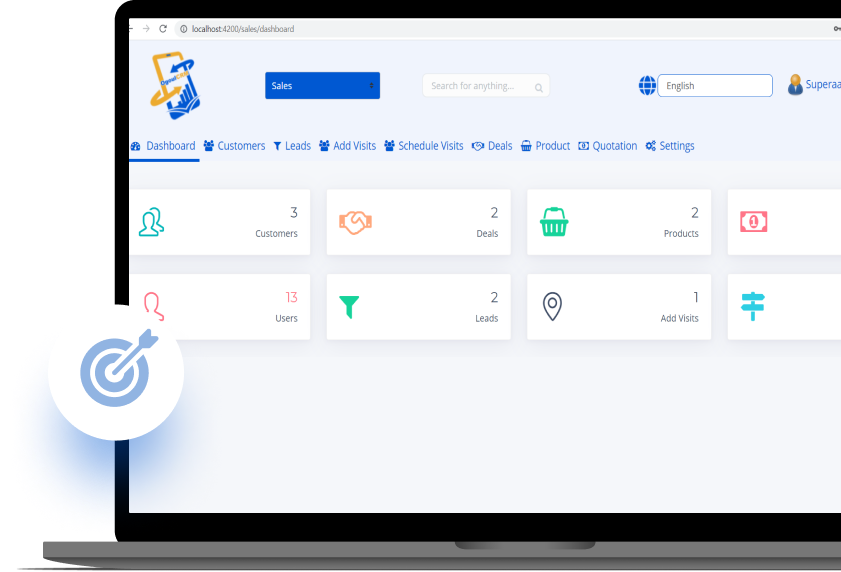 localhost:4200/sales/dashboard
Sales
Search for anything...
English
Dashboard Customers Leads Add Visits Schedule Visits Deals Product Quotation Settings
3
Customers
2
Deals
2
Products
13
Users
2
Leads
1
Add Visits